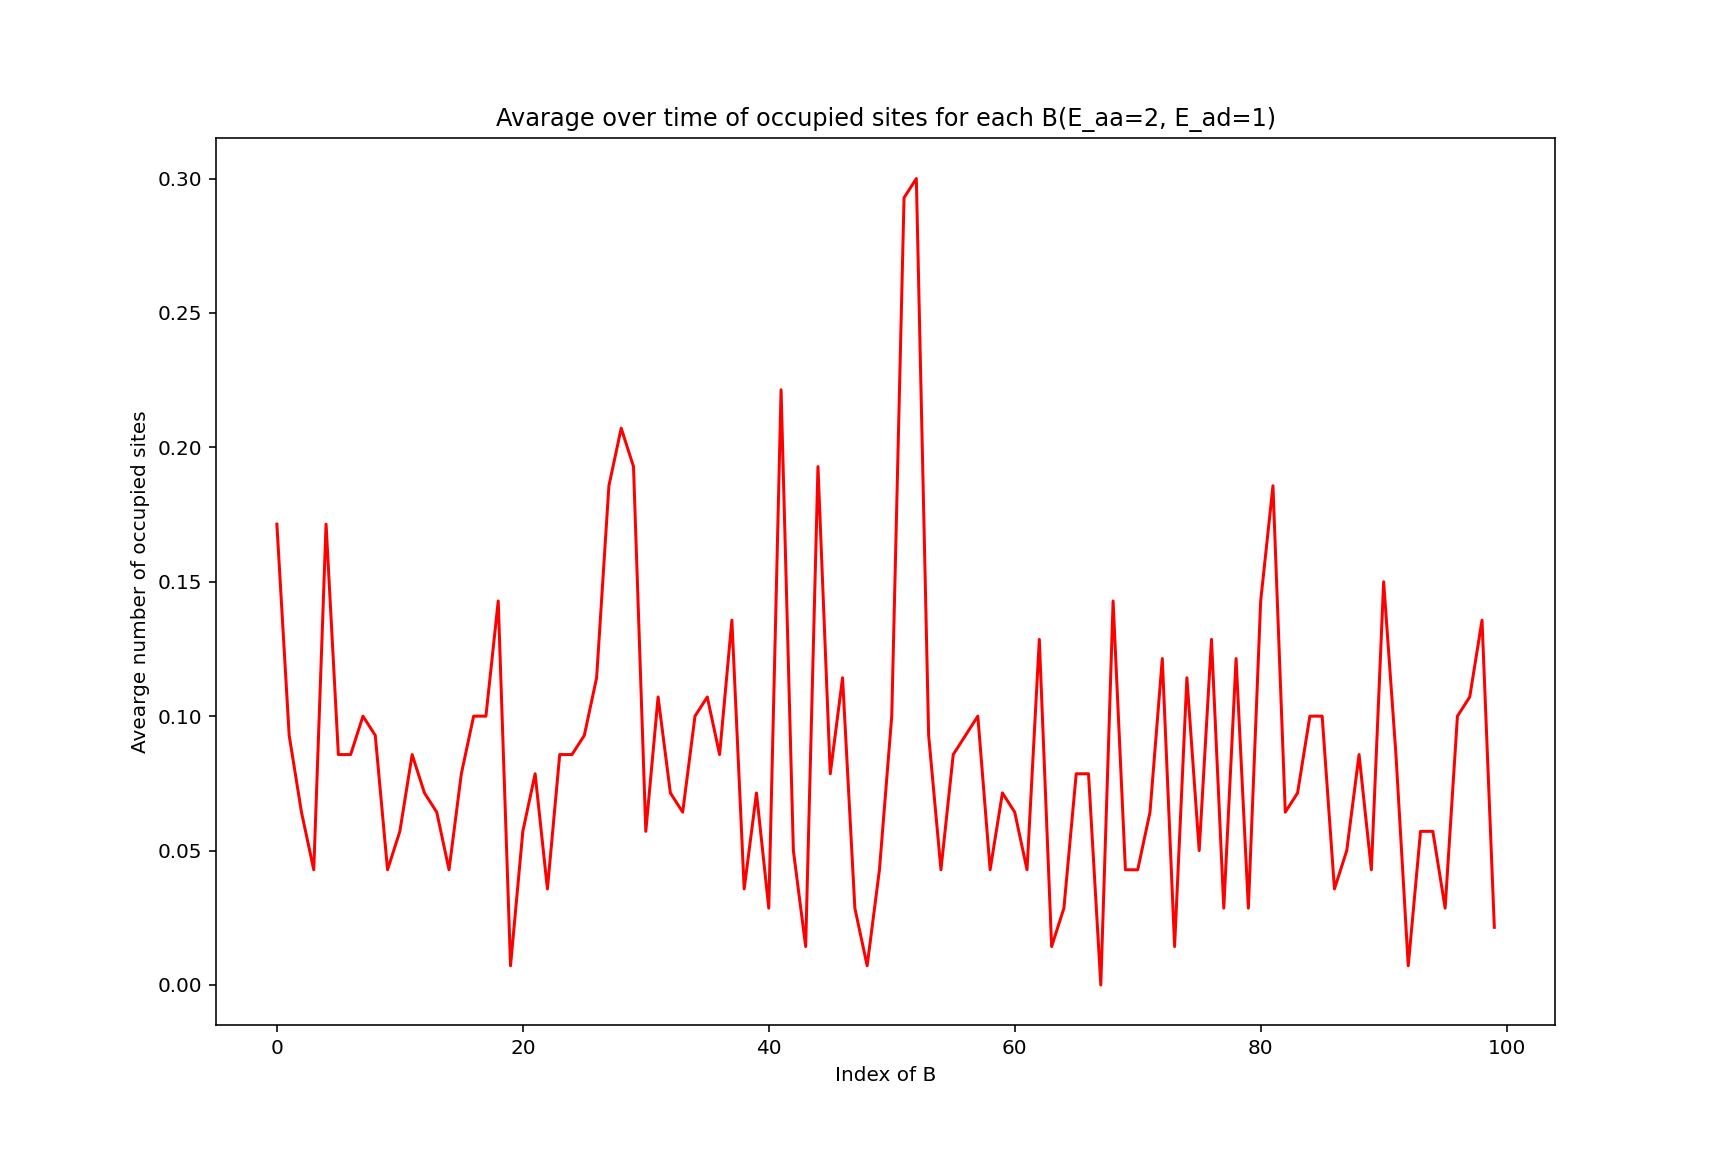 Avarage over time of occupied sites for each B(E_aa=2, E_ad=1)
0.30
0.25
0.20
0.15
0.10
0.05
0.00
Avearge number of occupied sites
0 20 40 60 80 100
Index of B